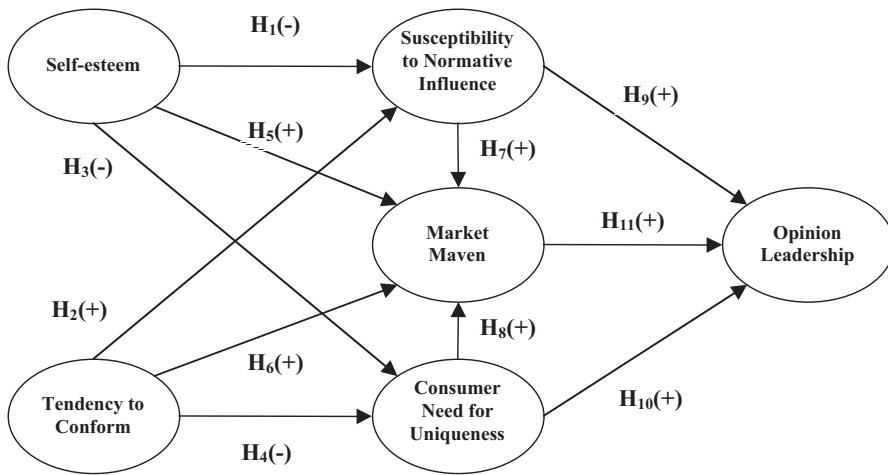 H₁(-)
Self-esteem
Susceptibility
to Normative
Influence
H₉(+)
H₅(+)
H₇(+)
H₃(-)
Market
Maven
H₁₁(+)
Opinion
Leadership
H₂(+)
H₈(+)
H₆(+)
Tendency to
Conform
Consumer
Need for
Uniqueness
H₁₀(+)
H₄(-)